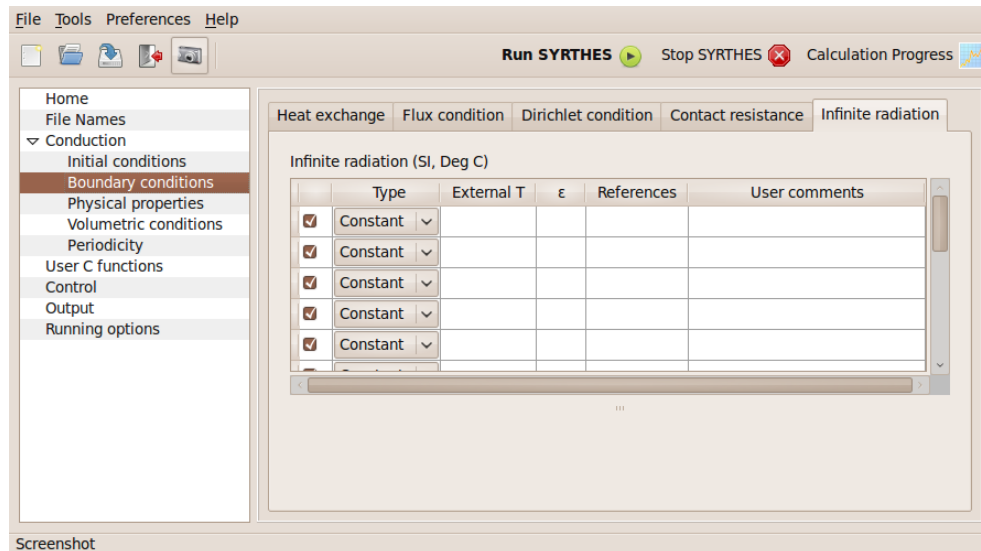 File Tools Preferences Help
Run SYRTHES Stop SYRTHES Calculation Progress
Home
File Names
Conduction
Initial conditions
Boundary conditions
Physical properties
Volumetric conditions
Periodicity
User C functions
Control
Output
Running options
Heat exchange Flux condition Dirichlet condition Contact resistance Infinite radiation
Infinite radiation (SI, Deg C)
Type External T ε References User comments
Constant
Constant
Constant
Constant
Constant
Screenshot